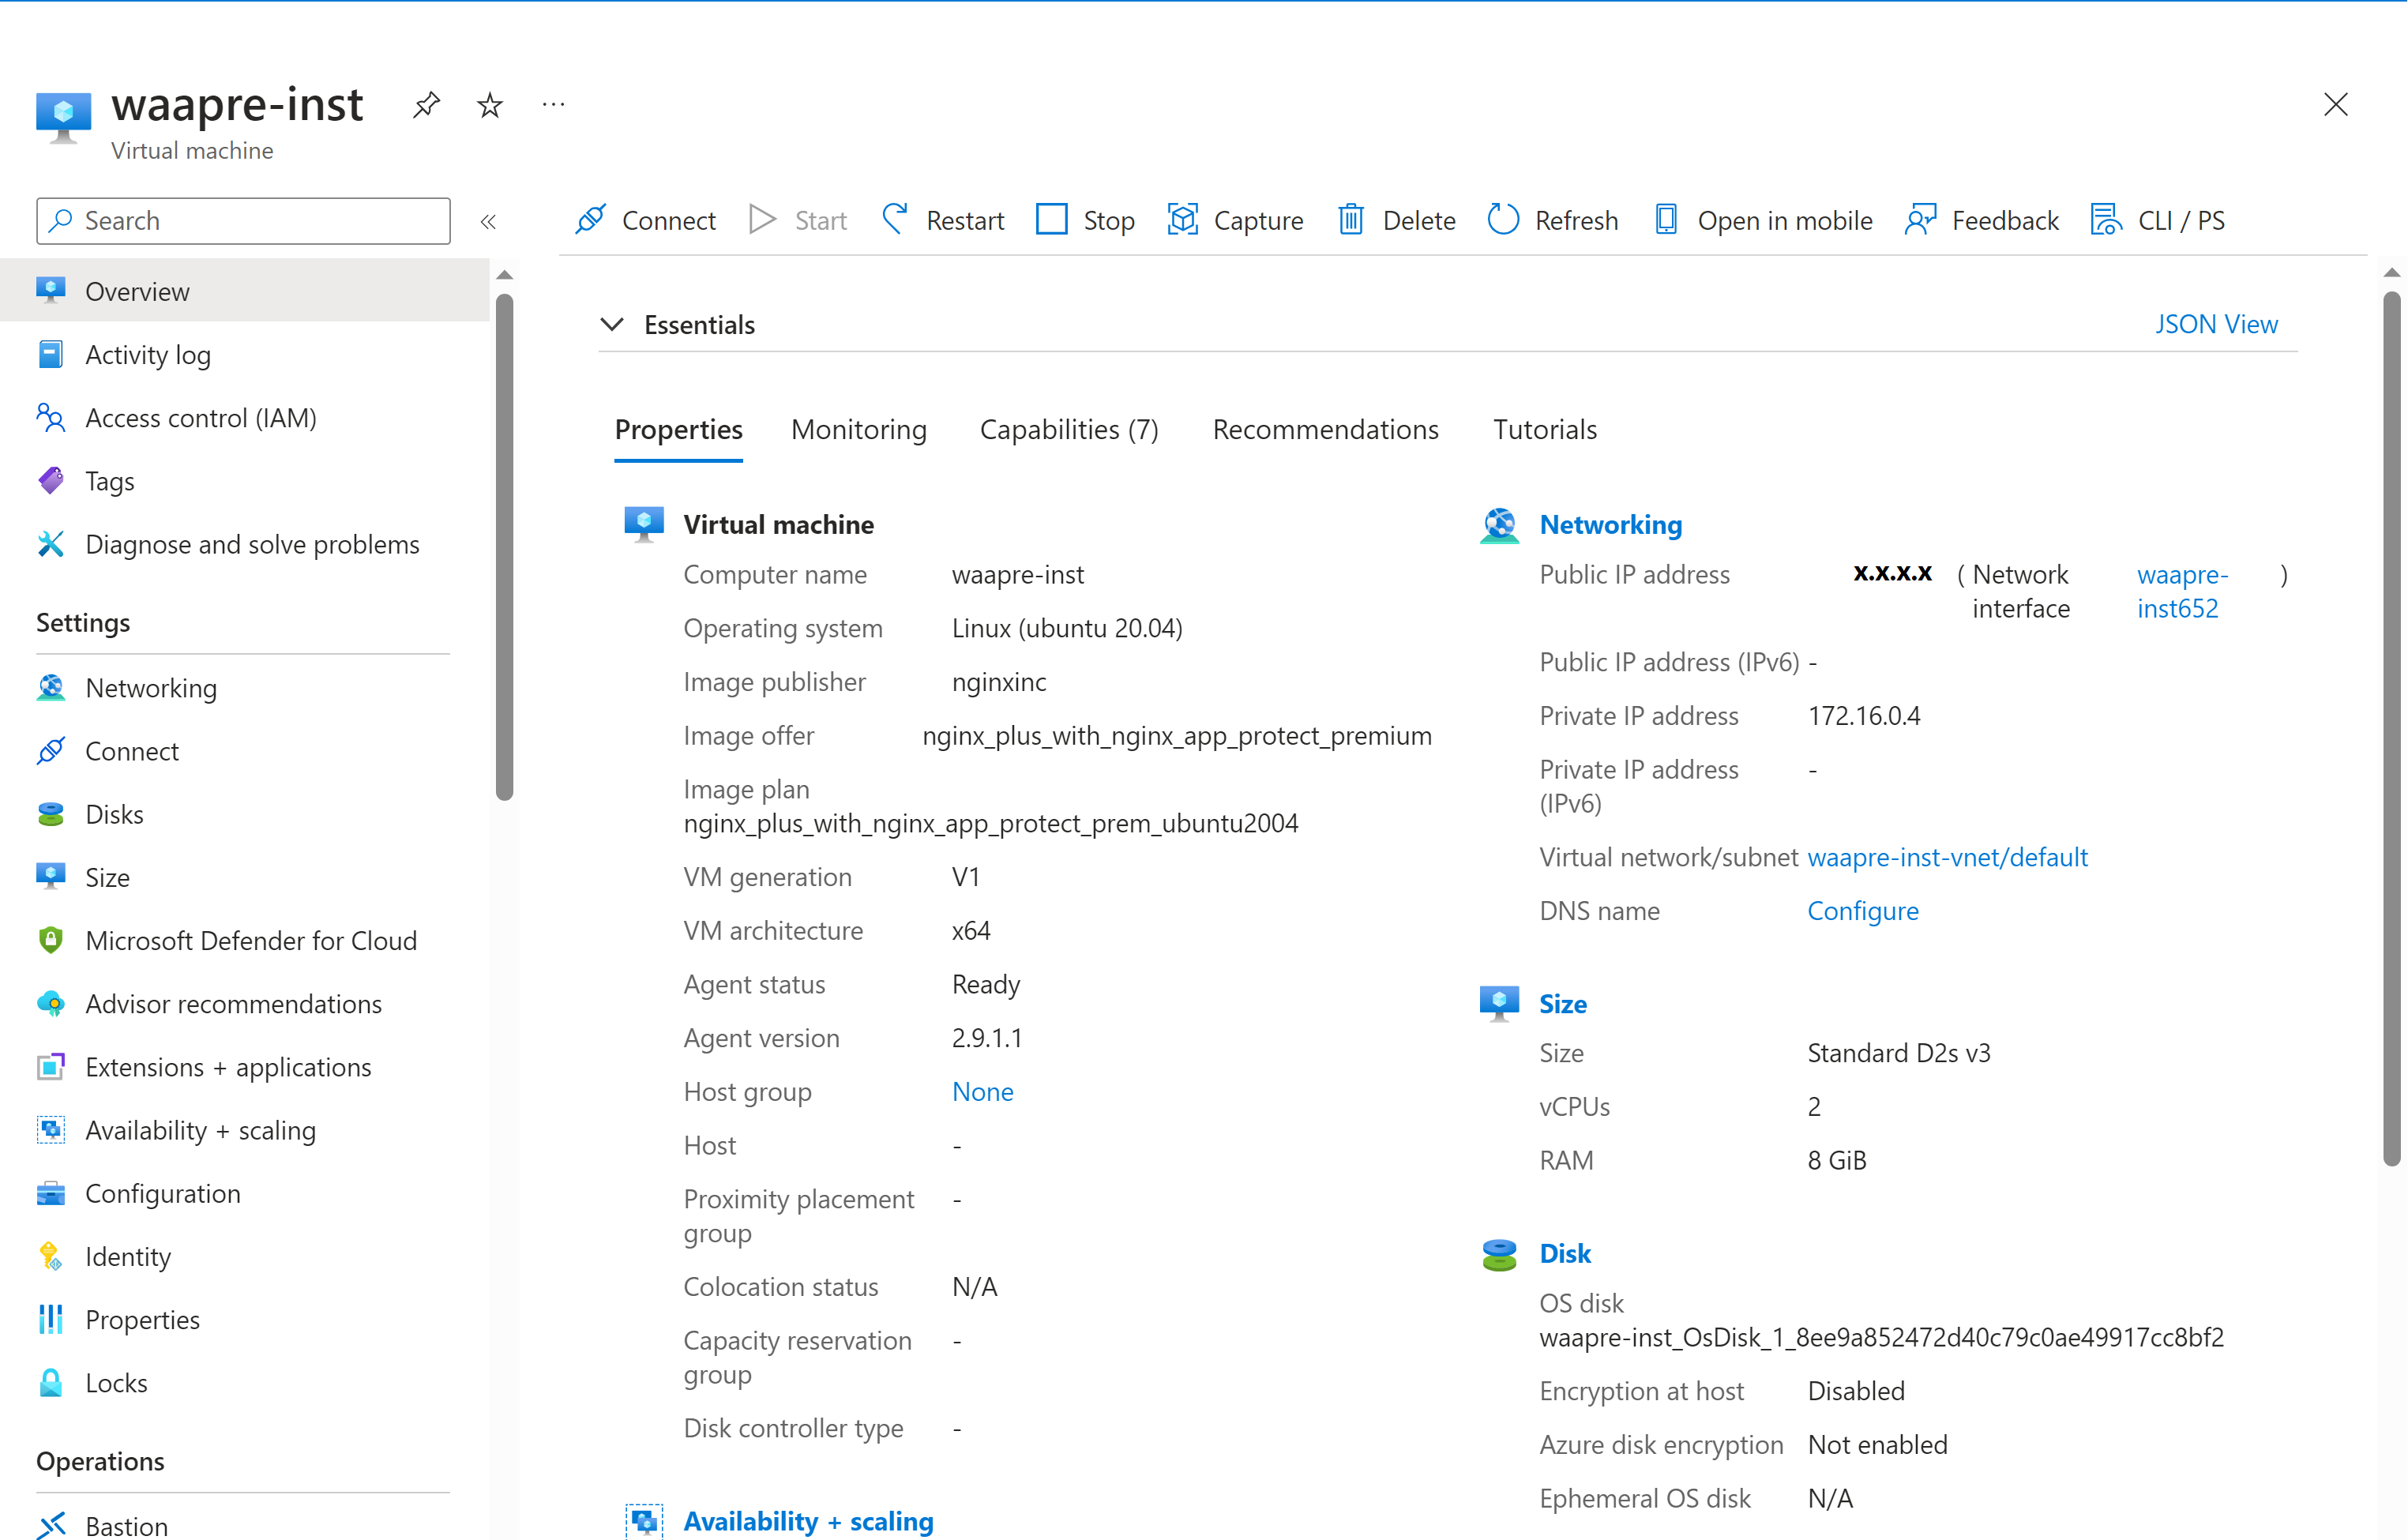 waapre-inst
Virtual machine
Search
«
Connect
Start
Restart
Stop
Capture
Delete
Refresh
Open in mobile
Feedback
CLI / PS
Overview
Activity log
Access control (IAM)
Tags
Diagnose and solve problems
Settings
Networking
Connect
Disks
Size
Microsoft Defender for Cloud
Advisor recommendations
Extensions + applications
Availability + scaling
Configuration
Identity
Properties
Locks
Operations
Bastion
Essentials
JSON View
Properties
Monitoring
Capabilities (7)
Recommendations
Tutorials
Virtual machine
Computer name waapre-inst
Operating system Linux (ubuntu 20.04)
Image publisher nginxinc
Image offer nginx_plus_with_nginx_app_protect_premium
Image plan
nginx_plus_with_nginx_app_protect_prem_ubuntu2004
VM generation V1
VM architecture x64
Agent status Ready
Agent version 2.9.1.1
Host group None
Host -
Proximity placement -
group
Colocation status N/A
Capacity reservation -
group
Disk controller type -
Availability + scaling
Networking
Public IP address x.x.x.x ( Network waapre- )
interface inst652
Public IP address (IPv6) -
Private IP address 172.16.0.4
Private IP address -
(IPv6)
Virtual network/subnet waapre-inst-vnet/default
DNS name Configure
Size
Size Standard D2s v3
vCPUs 2
RAM 8 GiB
Disk
OS disk
waapre-inst_OsDisk_1_8ee9a852472d40c79c0ae49917cc8bf2
Encryption at host Disabled
Azure disk encryption Not enabled
Ephemeral OS disk N/A